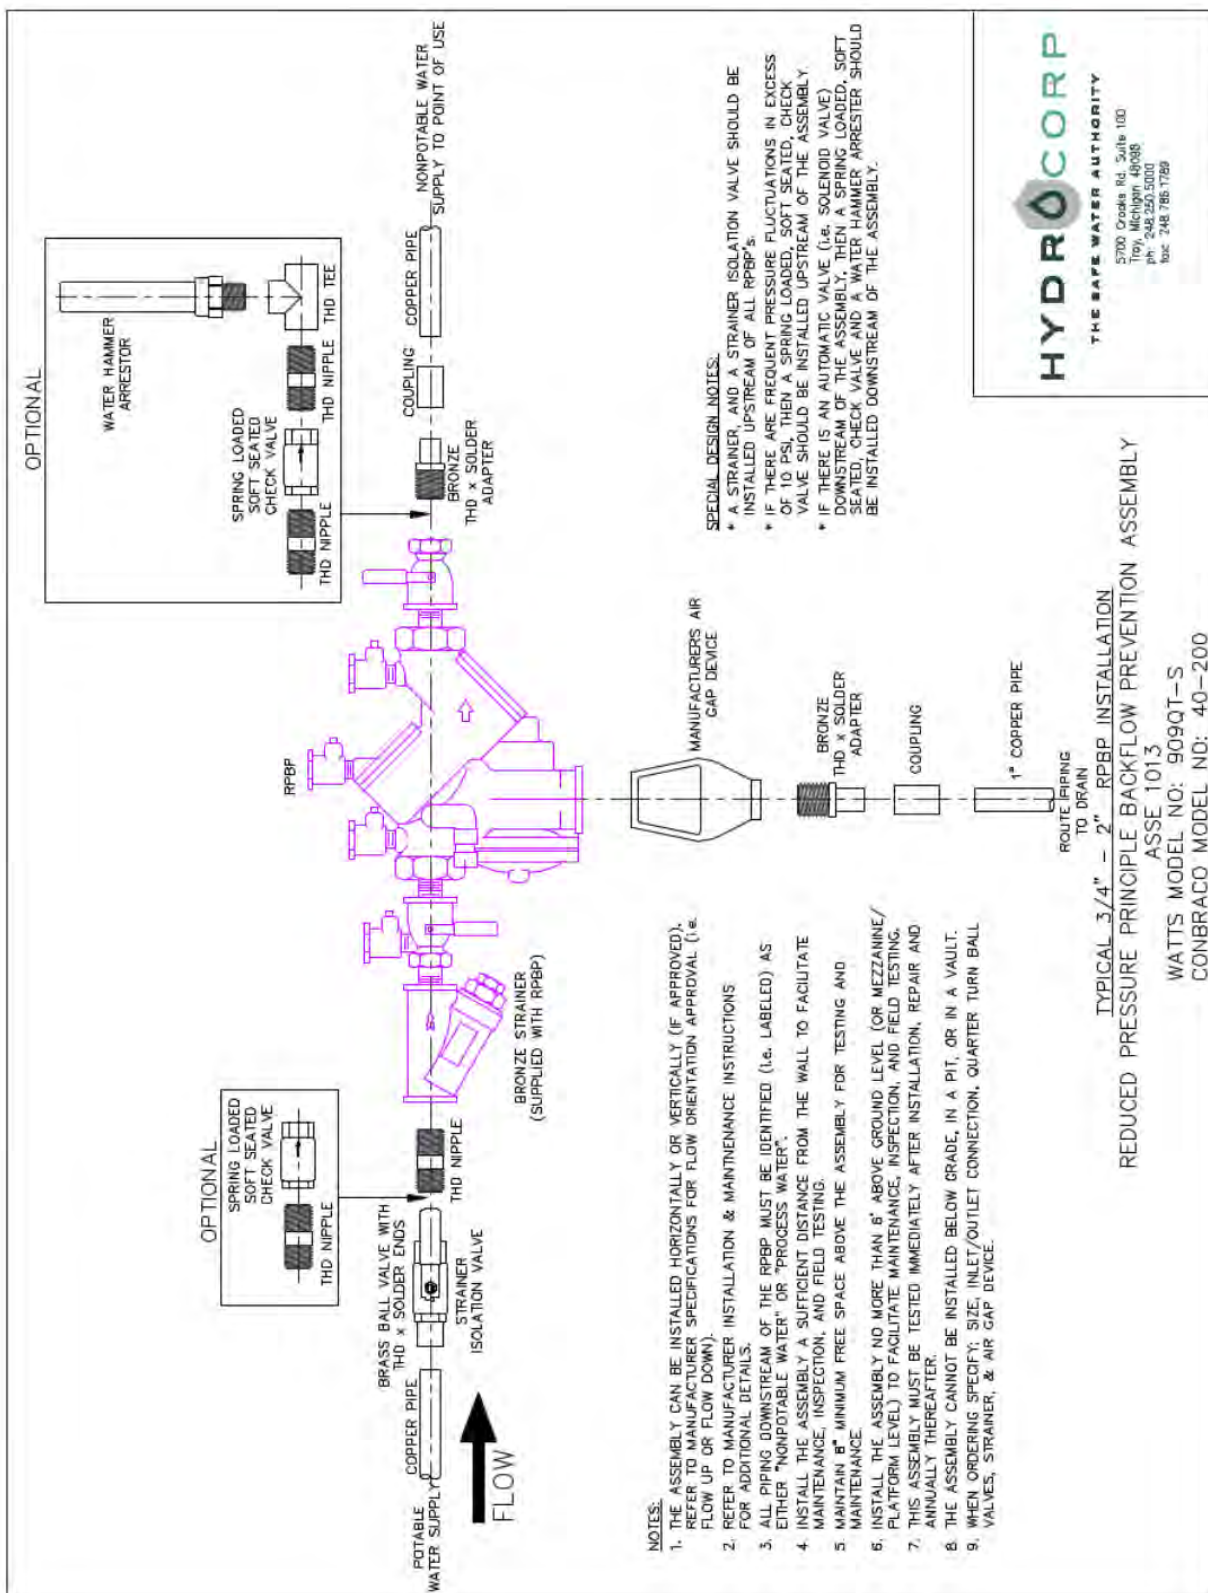 OPTIONAL
SPRING LOADED
SOFT SEATED
CHECK VALVE
THD NIPPLE
OPTIONAL
WATER HAMMER
ARRESTOR
SPRING LOADED
SOFT SEATED
CHECK VALVE
THD NIPPLE
THD NIPPLE
THD TEE
POTABLE
WATER SUPPLY
COPPER PIPE
BRASS BALL VALVE WITH
THD x SOLDER ENDS
STRAINER
ISOLATION VALVE
THD NIPPLE
BRONZE STRAINER
(SUPPLIED WITH RPBP)
RPBP
BRONZE
THD x SOLDER
ADAPTER
COUPLING
COPPER PIPE
NONPOTABLE WATER
SUPPLY TO POINT OF USE
FLOW
MANUFACTURERS AIR
GAP DEVICE
BRONZE
THD x SOLDER
ADAPTER
COUPLING
1" COPPER PIPE
ROUTE PIPING
TO DRAIN
NOTES:
1. THE ASSEMBLY CAN BE INSTALLED HORIZONTALLY OR VERTICALLY (IF APPROVED).
REFER TO MANUFACTURER SPECIFICATIONS FOR FLOW ORIENTATION APPROVAL (i.e.
FLOW UP OR FLOW DOWN).
2. REFER TO MANUFACTURER INSTALLATION & MAINTNENANCE INSTRUCTIONS
FOR ADDITIONAL DETAILS.
3. ALL PIPING DOWNSTREAM OF THE RPBP MUST BE IDENTIFIED (i.e. LABELED) AS
EITHER "NONPOTABLE WATER" OR "PROCESS WATER".
4 INSTALL THE ASSEMBLY A SUFFICIENT DISTANCE FROM THE WALL TO FACILITATE
MAINTENANCE, INSPECTION, AND FIELD TESTING.
5 MAINTAIN 8" MINIMUM FREE SPACE ABOVE THE ASSEMBLY FOR TESTING AND
MAINTENANCE
6. INSTALL THE ASSEMBLY NO MORE THAN 6' ABOVE GROUND LEVEL (OR MEZZANINE/
PLATFORM LEVEL) TO FACILITATE MAINTENANCE, INSPECTION, AND FIELD TESTING.
7. THIS ASSEMBLY MUST BE TESTED IMMEDIATELY AFTER INSTALLATION, REPAIR AND
ANNUALLY THEREAFTER.
8 THE ASSEMBLY CANNOT BE INSTALLED BELOW GRADE, IN A PIT, OR IN A VAULT.
9. WHEN ORDERING SPECIFY: SIZE, INLET/OUTLET CONNECTION, QUARTER TURN BALL
VALVES, STRAINER, & AIR GAP DEVICE.
SPECIAL DESIGN NOTES:
* A STRAINER, AND A STRAINER ISOLATION VALVE SHOULD BE
INSTALLED UPSTREAM OF ALL RPBP's.
* IF THERE ARE FREQUENT PRESSURE FLUCTUATIONS IN EXCESS
OF 10 PSI, THEN A SPRING LOADED, SOFT SEATED, CHECK
VALVE SHOULD BE INSTALLED UPSTREAM OF THE ASSEMBLY.
* IF THERE IS AN AUTOMATIC VALVE (i.e. SOLENOID VALVE)
DOWNSTREAM OF THE ASSEMBLY, THEN A SPRING LOADED, SOFT
SEATED, CHECK VALVE AND A WATER HAMMER ARRESTER SHOULD
BE INSTALLED DOWNSTREAM OF THE ASSEMBLY.
TYPICAL 3/4" - 2" RPBP INSTALLATION
REDUCED PRESSURE PRINCIPLE BACKFLOW PREVENTION ASSEMBLY
ASSE 1013
WATTS MODEL NO: 909QT-S
CONBRACO MODEL NO: 40-200
HYDROCORP
THE SAFE WATER AUTHORITY
5700 Crooks Rd. Suite 100
Troy, Michigan 48098
ph: 248.250.5000
fax: 248.785.1789